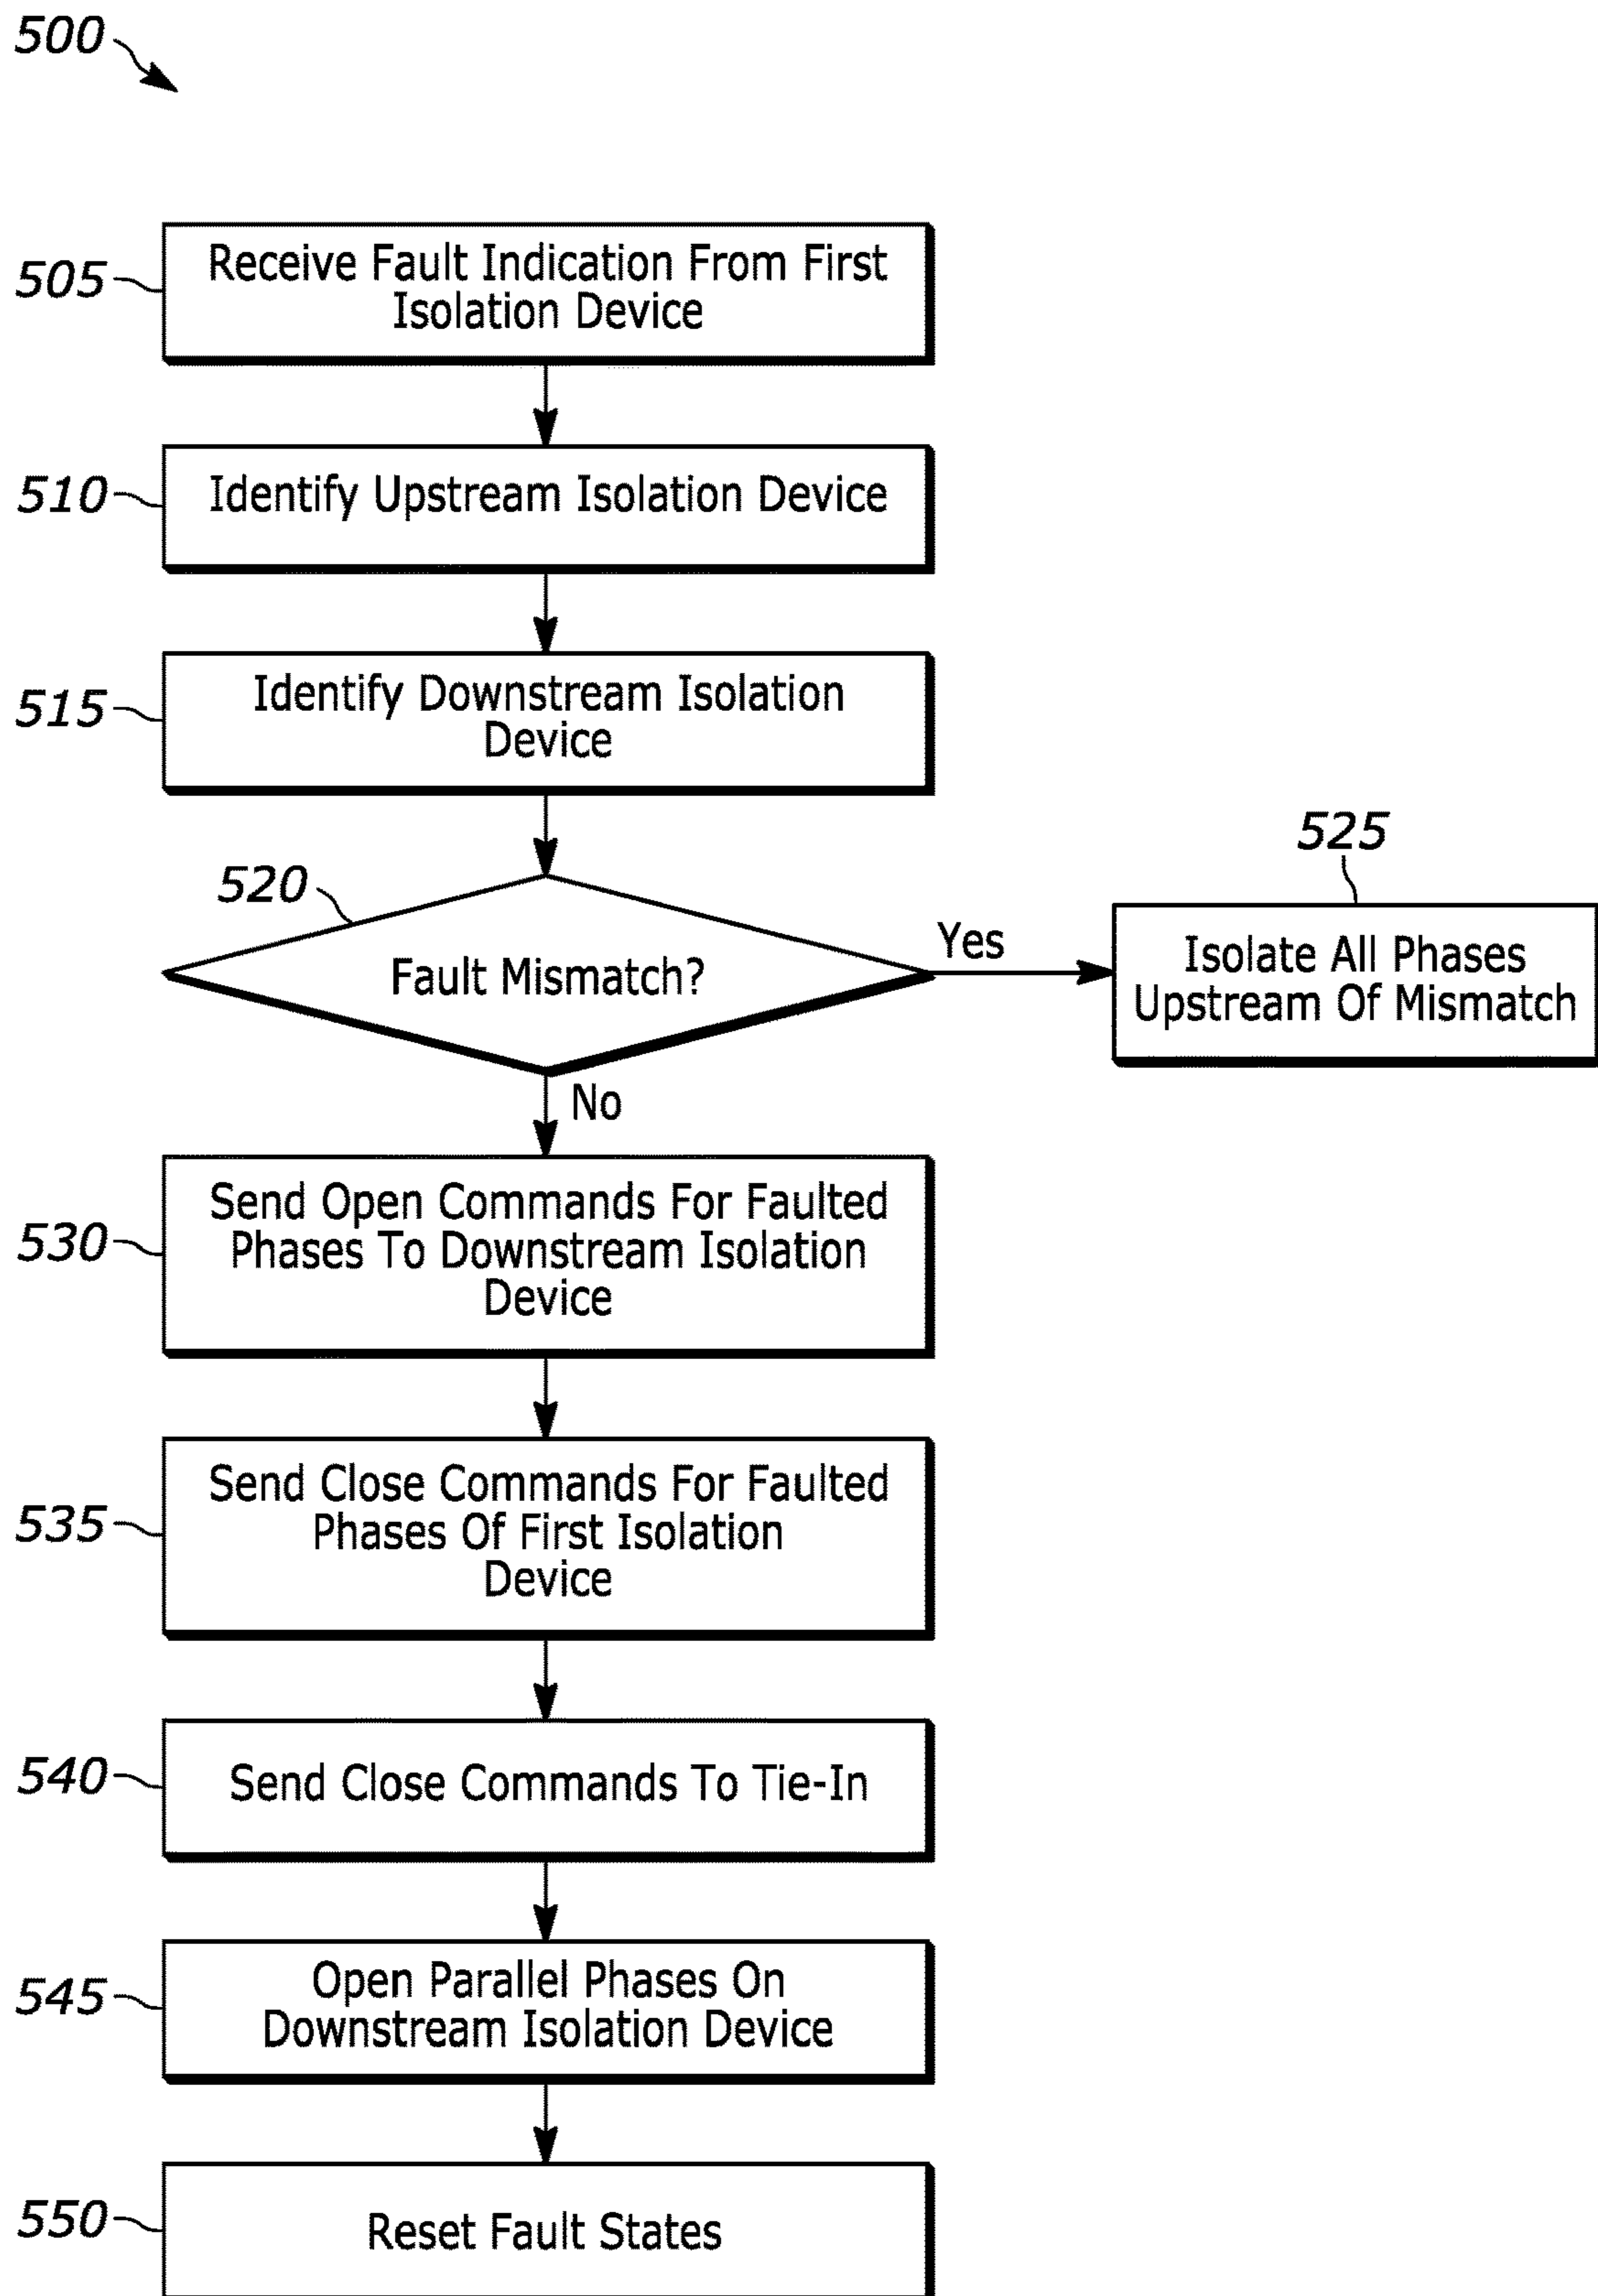 500
505
Receive Fault Indication From First
Isolation Device
510
Identify Upstream Isolation Device
515
Identify Downstream Isolation
Device
520
Fault Mismatch?
Yes
525
Isolate All Phases
Upstream Of Mismatch
No
530
Send Open Commands For Faulted
Phases To Downstream Isolation
Device
535
Send Close Commands For Faulted
Phases Of First Isolation
Device
540
Send Close Commands To Tie-In
545
Open Parallel Phases On
Downstream Isolation Device
550
Reset Fault States